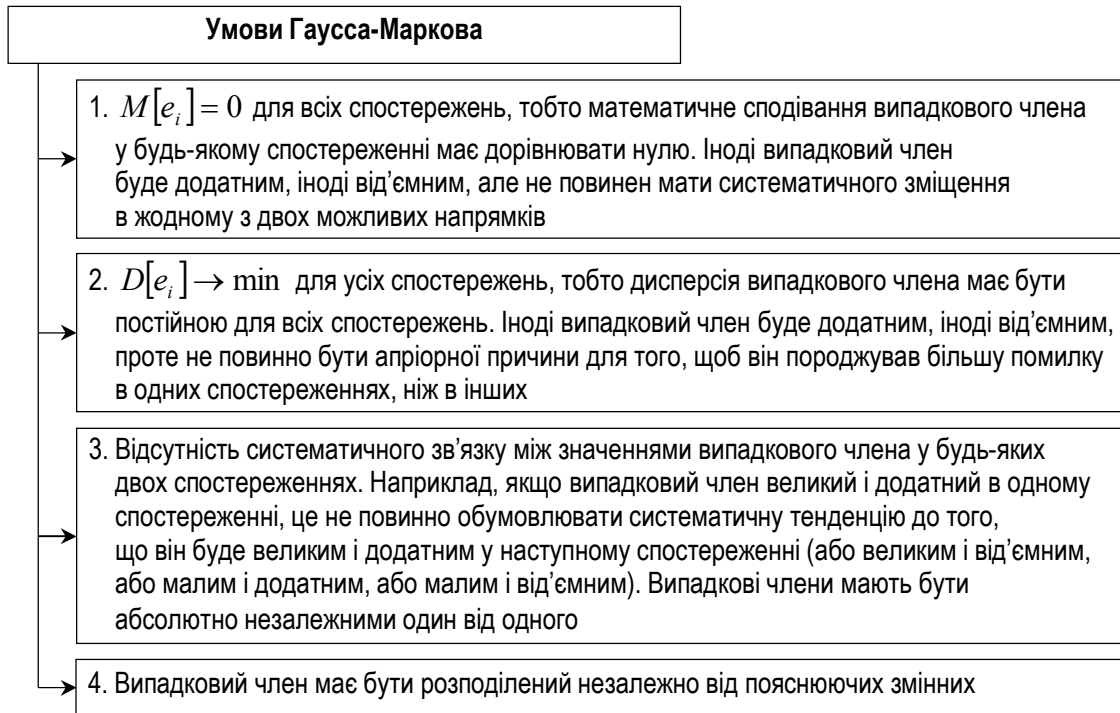 Умови Гаусса-Маркова
1. M[e_i] = 0 для всіх спостережень, тобто математичне сподівання випадкового члена
у будь-якому спостереженні має дорівнювати нулю. Іноді випадковий член
буде додатним, іноді від’ємним, але не повинен мати систематичного зміщення
в жодному з двох можливих напрямків
2. D[e_i] → min для усіх спостережень, тобто дисперсія випадкового члена має бути
постійною для всіх спостережень. Іноді випадковий член буде додатним, іноді від’ємним,
проте не повинно бути апріорної причини для того, щоб він породжував більшу помилку
в одних спостереженнях, ніж в інших
3. Відсутність систематичного зв’язку між значеннями випадкового члена у будь-яких
двох спостереженнях. Наприклад, якщо випадковий член великий і додатний в одному
спостереженні, це не повинно обумовлювати систематичну тенденцію до того,
що він буде великим і додатним у наступному спостереженні (або великим і від’ємним,
або малим і додатним, або малим і від’ємним). Випадкові члени мають бути
абсолютно незалежними один від одного
4. Випадковий член має бути розподілений незалежно від пояснюючих змінних